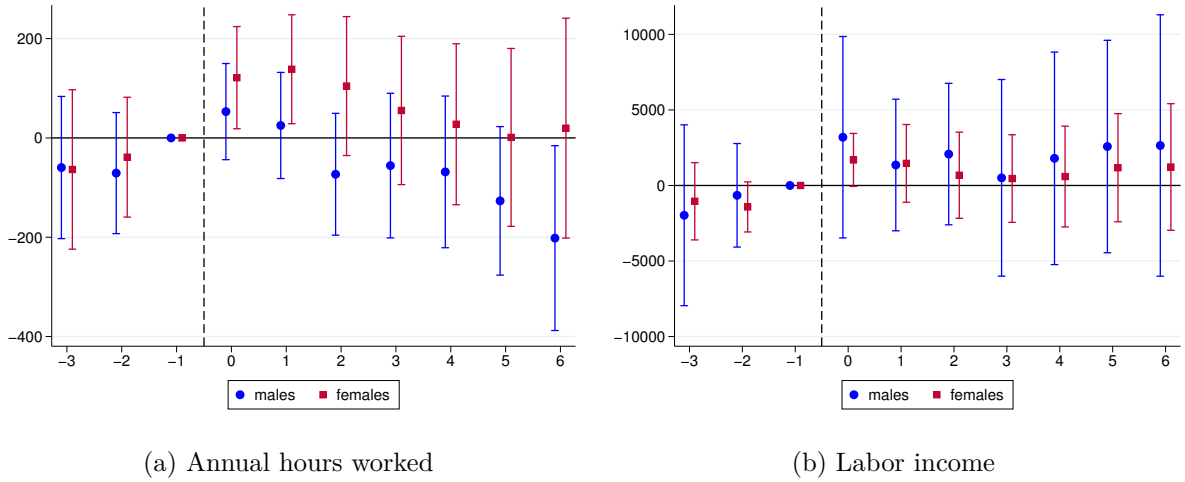 200
0
−200
−400
−3 −2 −1 0 1 2 3 4 5 6
males females
(a) Annual hours worked
10000
5000
0
−5000
−10000
−3 −2 −1 0 1 2 3 4 5 6
males females
(b) Labor income